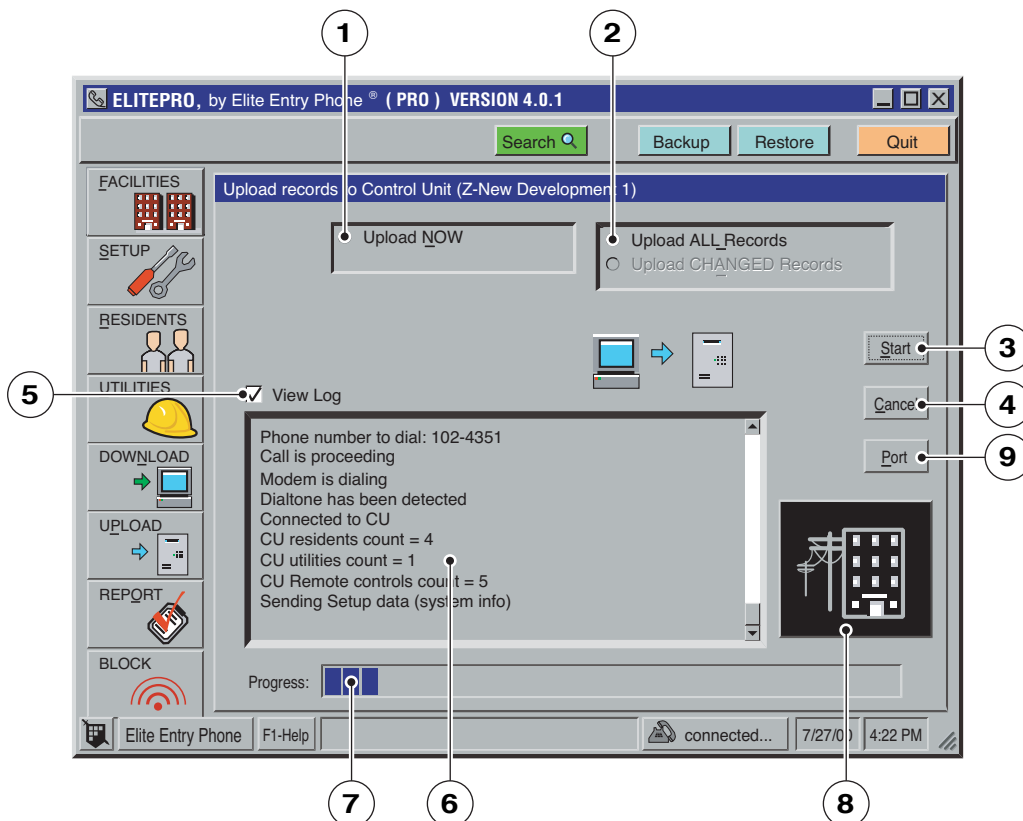 1
2
ELITEPRO, by Elite Entry Phone ® ( PRO ) VERSION 4.0.1
Search
Backup
Restore
Quit
FACILITIES
SETUP
RESIDENTS
UTILITIES
DOWNLOAD
UPLOAD
REPORT
BLOCK
Upload records to Control Unit (Z-New Development 1)
Upload NOW
Upload ALL Records
Upload CHANGED Records
Start
3
Cancel
4
Port
9
5
View Log
Phone number to dial: 102-4351
Call is proceeding
Modem is dialing
Dialtone has been detected
Connected to CU
CU residents count = 4
CU utilities count = 1
CU Remote controls count = 5
Sending Setup data (system info)
Progress:
Elite Entry Phone
F1-Help
connected...
7/27/00
4:22 PM
7
6
8